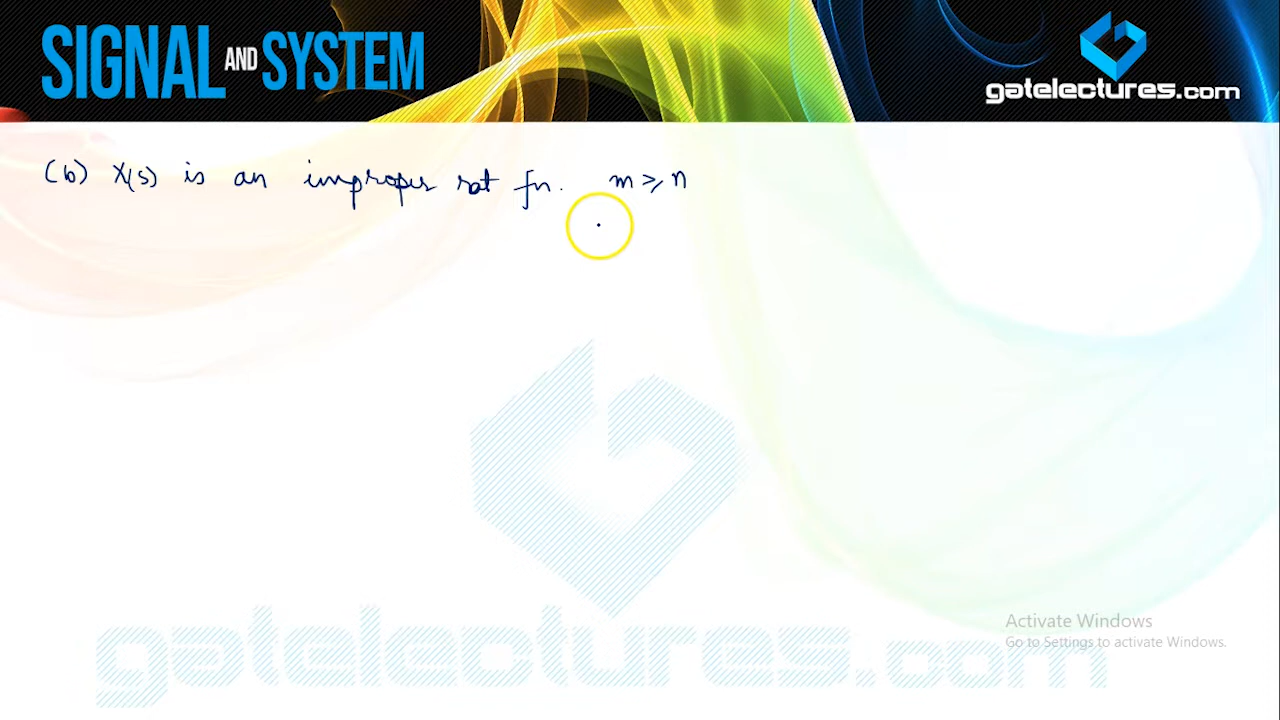 SIGNAL AND SYSTEM
gatelectures.com
(b) X(s) is an improper rat fn. m ≥ n
gatelectures.com
Activate Windows
Go to Settings to activate Windows.